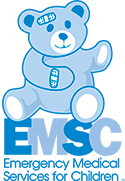 EMSC
Emergency Medical
Services for Children